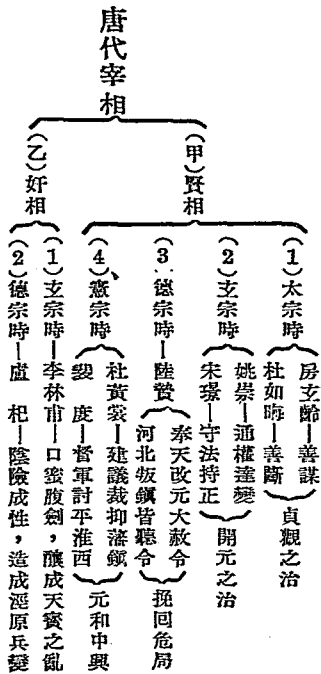 唐代宰相
(甲)賢相
(1)太宗時
房玄齡—善謀
杜如晦—善斷
貞觀之治
(2)玄宗時
姚崇—通權達變
宋璟—守法持正
開元之治
(3)德宗時—陸贄
奉天改元大赦令
河北叛鎮皆聽令
挽回危局
(4)憲宗時
杜黃裳—建議裁抑藩鎮
裴 度—督軍討平淮西
元和中興
(乙)奸相
(1)玄宗時—李林甫—口蜜腹劍,釀成天寶之亂
(2)德宗時—盧 杞—陰險成性,造成涇原兵變